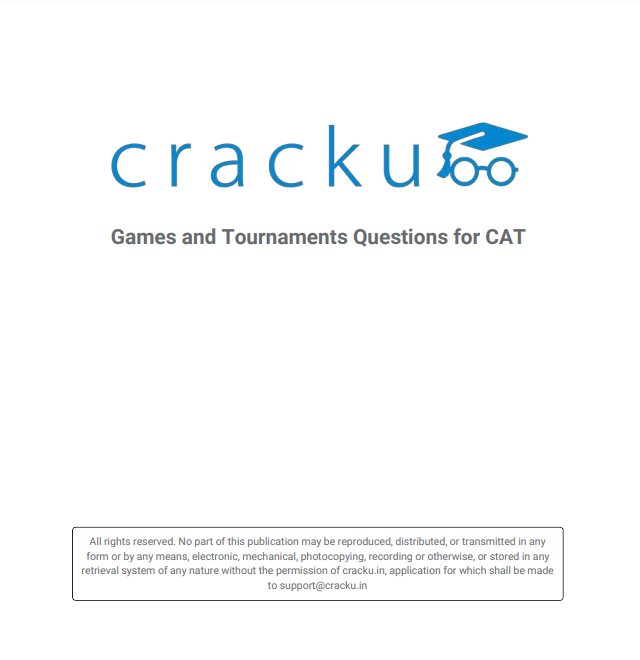 cracku
Games and Tournaments Questions for CAT
All rights reserved. No part of this publication may be reproduced, distributed, or transmitted in any
form or by any means, electronic, mechanical, photocopying, recording or otherwise, or stored in any
retrieval system of any nature without the permission of cracku.in, application for which shall be made
to support@cracku.in